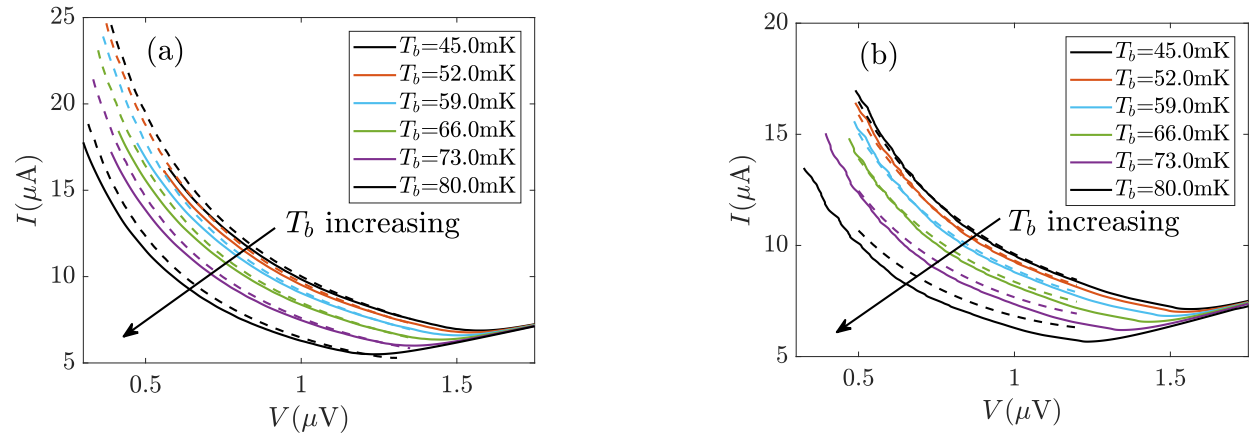 25
20
15
10
5
I(μA)
(a)
T_b=45.0mK
T_b=52.0mK
T_b=59.0mK
T_b=66.0mK
T_b=73.0mK
T_b=80.0mK
T_b increasing
0.5 1 1.5
V(μV)
20
15
10
5
I(μA)
(b)
T_b=45.0mK
T_b=52.0mK
T_b=59.0mK
T_b=66.0mK
T_b=73.0mK
T_b=80.0mK
T_b increasing
0.5 1 1.5
V(μV)